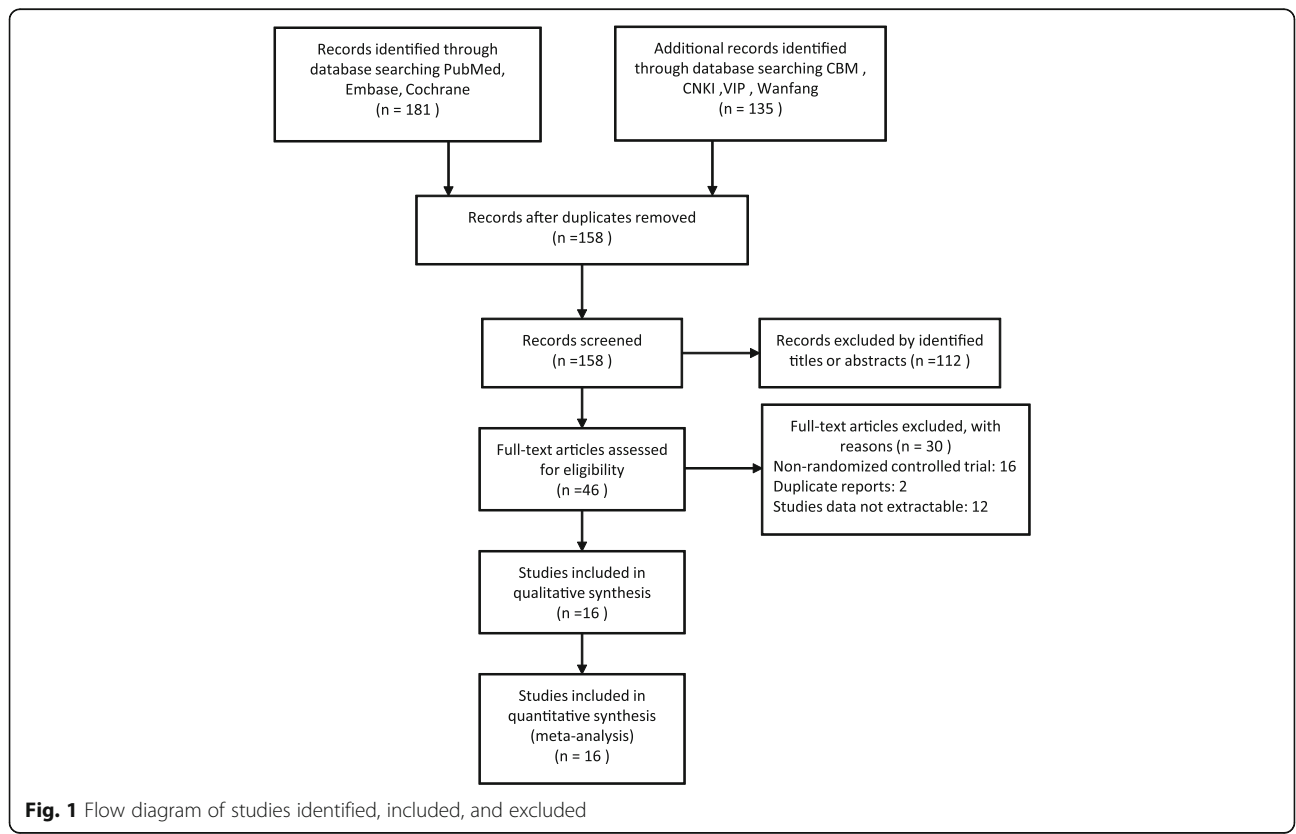 Records identified through
database searching PubMed,
Embase, Cochrane
(n = 181 )
Additional records identified
through database searching CBM ,
CNKI ,VIP , Wanfang
(n = 135 )
Records after duplicates removed
(n =158 )
Records screened
(n =158 )
Records excluded by identified
titles or abstracts (n =112 )
Full-text articles assessed
for eligibility
(n =46 )
Full-text articles excluded, with
reasons (n = 30 )
Non-randomized controlled trial: 16
Duplicate reports: 2
Studies data not extractable: 12
Studies included in
qualitative synthesis
(n =16 )
Studies included in
quantitative synthesis
(meta-analysis)
(n = 16 )
Fig. 1 Flow diagram of studies identified, included, and excluded